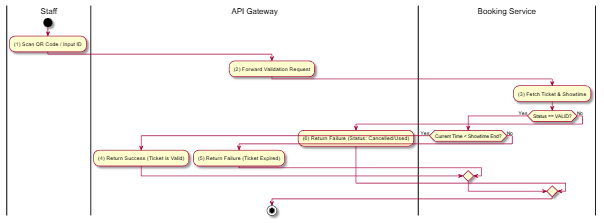 Staff
API Gateway
Booking Service
(1) Scan QR Code / Input ID
(2) Forward Validation Request
(3) Fetch Ticket & Showtime
Yes
Status == VALID?
No
(6) Return Failure (Status: Cancelled/Used)
Yes
Current Time < Showtime End?
No
(4) Return Success (Ticket is Valid)
(5) Return Failure (Ticket Expired)